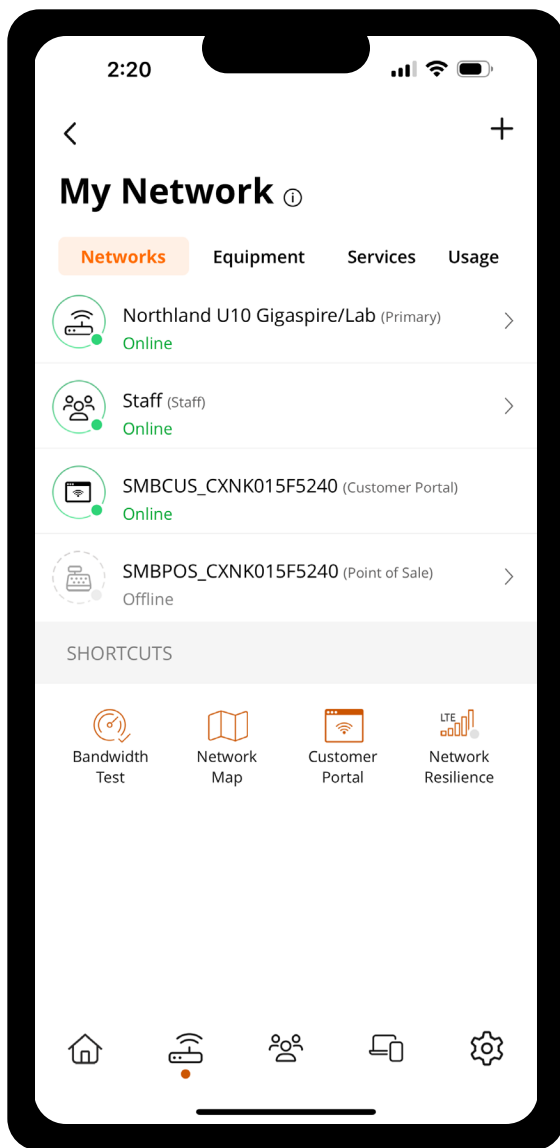 2:20
My Network
Networks Equipment Services Usage
Northland U10 Gigaspire/Lab (Primary)
Online
Staff (Staff)
Online
SMBCUS_CXNK015F5240 (Customer Portal)
Online
SMBPOS_CXNK015F5240 (Point of Sale)
Offline
SHORTCUTS
LTE
Bandwidth Network Customer Network
Test Map Portal Resilience